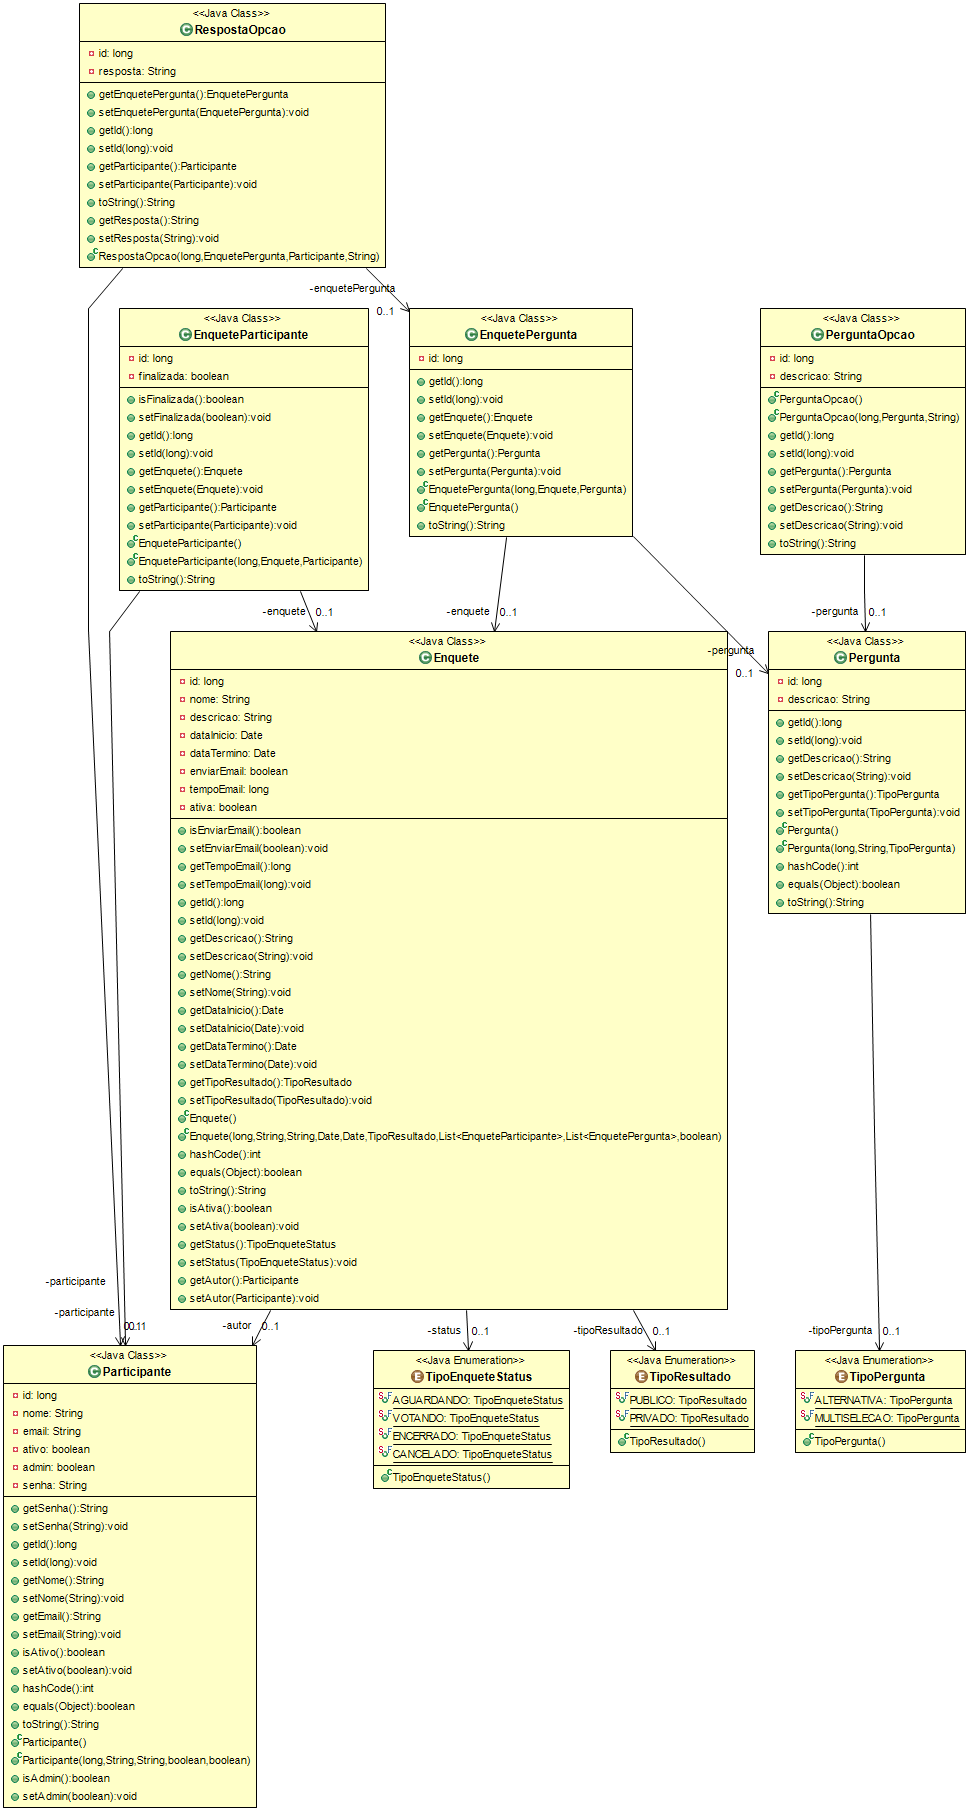 <<Java Class>>
RespostaOpcao
id: long
resposta: String
getEnquetePergunta():EnquetePergunta
setEnquetePergunta(EnquetePergunta):void
getId():long
setId(long):void
getParticipante():Participante
setParticipante(Participante):void
toString():String
getResposta():String
setResposta(String):void
RespostaOpcao(long,EnquetePergunta,Participante,String)
-enquetePergunta
0..1
<<Java Class>>
EnqueteParticipante
id: long
finalizada: boolean
isFinalizada():boolean
setFinalizada(boolean):void
getId():long
setId(long):void
getEnquete():Enquete
setEnquete(Enquete):void
getParticipante():Participante
setParticipante(Participante):void
EnqueteParticipante()
EnqueteParticipante(long,Enquete,Participante)
toString():String
<<Java Class>>
EnquetePergunta
id: long
getId():long
setId(long):void
getEnquete():Enquete
setEnquete(Enquete):void
getPergunta():Pergunta
setPergunta(Pergunta):void
EnquetePergunta(long,Enquete,Pergunta)
EnquetePergunta()
toString():String
<<Java Class>>
PerguntaOpcao
id: long
descricao: String
PerguntaOpcao()
PerguntaOpcao(long,Pergunta,String)
getId():long
setId(long):void
getPergunta():Pergunta
setPergunta(Pergunta):void
getDescricao():String
setDescricao(String):void
toString():String
-enquete 0..1
-enquete 0..1
-pergunta 0..1
-pergunta
0..1
<<Java Class>>
Enquete
id: long
nome: String
descricao: String
dataInicio: Date
dataTermino: Date
enviarEmail: boolean
tempoEmail: long
ativa: boolean
isEnviarEmail():boolean
setEnviarEmail(boolean):void
getTempoEmail():long
setTempoEmail(long):void
getId():long
setId(long):void
getDescricao():String
setDescricao(String):void
getNome():String
setNome(String):void
getDataInicio():Date
setDataInicio(Date):void
getDataTermino():Date
setDataTermino(Date):void
getTipoResultado():TipoResultado
setTipoResultado(TipoResultado):void
Enquete()
Enquete(long,String,String,Date,Date,TipoResultado,List<EnqueteParticipante>,List<EnquetePergunta>,boolean)
hashCode():int
equals(Object):boolean
toString():String
isAtiva():boolean
setAtiva(boolean):void
getStatus():TipoEnqueteStatus
setStatus(TipoEnqueteStatus):void
getAutor():Participante
setAutor(Participante):void
<<Java Class>>
Pergunta
id: long
descricao: String
getId():long
setId(long):void
getDescricao():String
setDescricao(String):void
getTipoPergunta():TipoPergunta
setTipoPergunta(TipoPergunta):void
Pergunta()
Pergunta(long,String,TipoPergunta)
hashCode():int
equals(Object):boolean
toString():String
-participante
-participante
-autor 0..1
-status 0..1
-tipoResultado 0..1
-tipoPergunta 0..1
<<Java Class>>
Participante
id: long
nome: String
email: String
ativo: boolean
admin: boolean
senha: String
getSenha():String
setSenha(String):void
getId():long
setId(long):void
getNome():String
setNome(String):void
getEmail():String
setEmail(String):void
isAtivo():boolean
setAtivo(boolean):void
hashCode():int
equals(Object):boolean
toString():String
Participante()
Participante(long,String,String,boolean,boolean)
isAdmin():boolean
setAdmin(boolean):void
<<Java Enumeration>>
TipoEnqueteStatus
AGUARDANDO: TipoEnqueteStatus
VOTANDO: TipoEnqueteStatus
ENCERRADO: TipoEnqueteStatus
CANCELADO: TipoEnqueteStatus
TipoEnqueteStatus()
<<Java Enumeration>>
TipoResultado
PUBLICO: TipoResultado
PRIVADO: TipoResultado
TipoResultado()
<<Java Enumeration>>
TipoPergunta
ALTERNATIVA: TipoPergunta
MULTISELECAO: TipoPergunta
TipoPergunta()